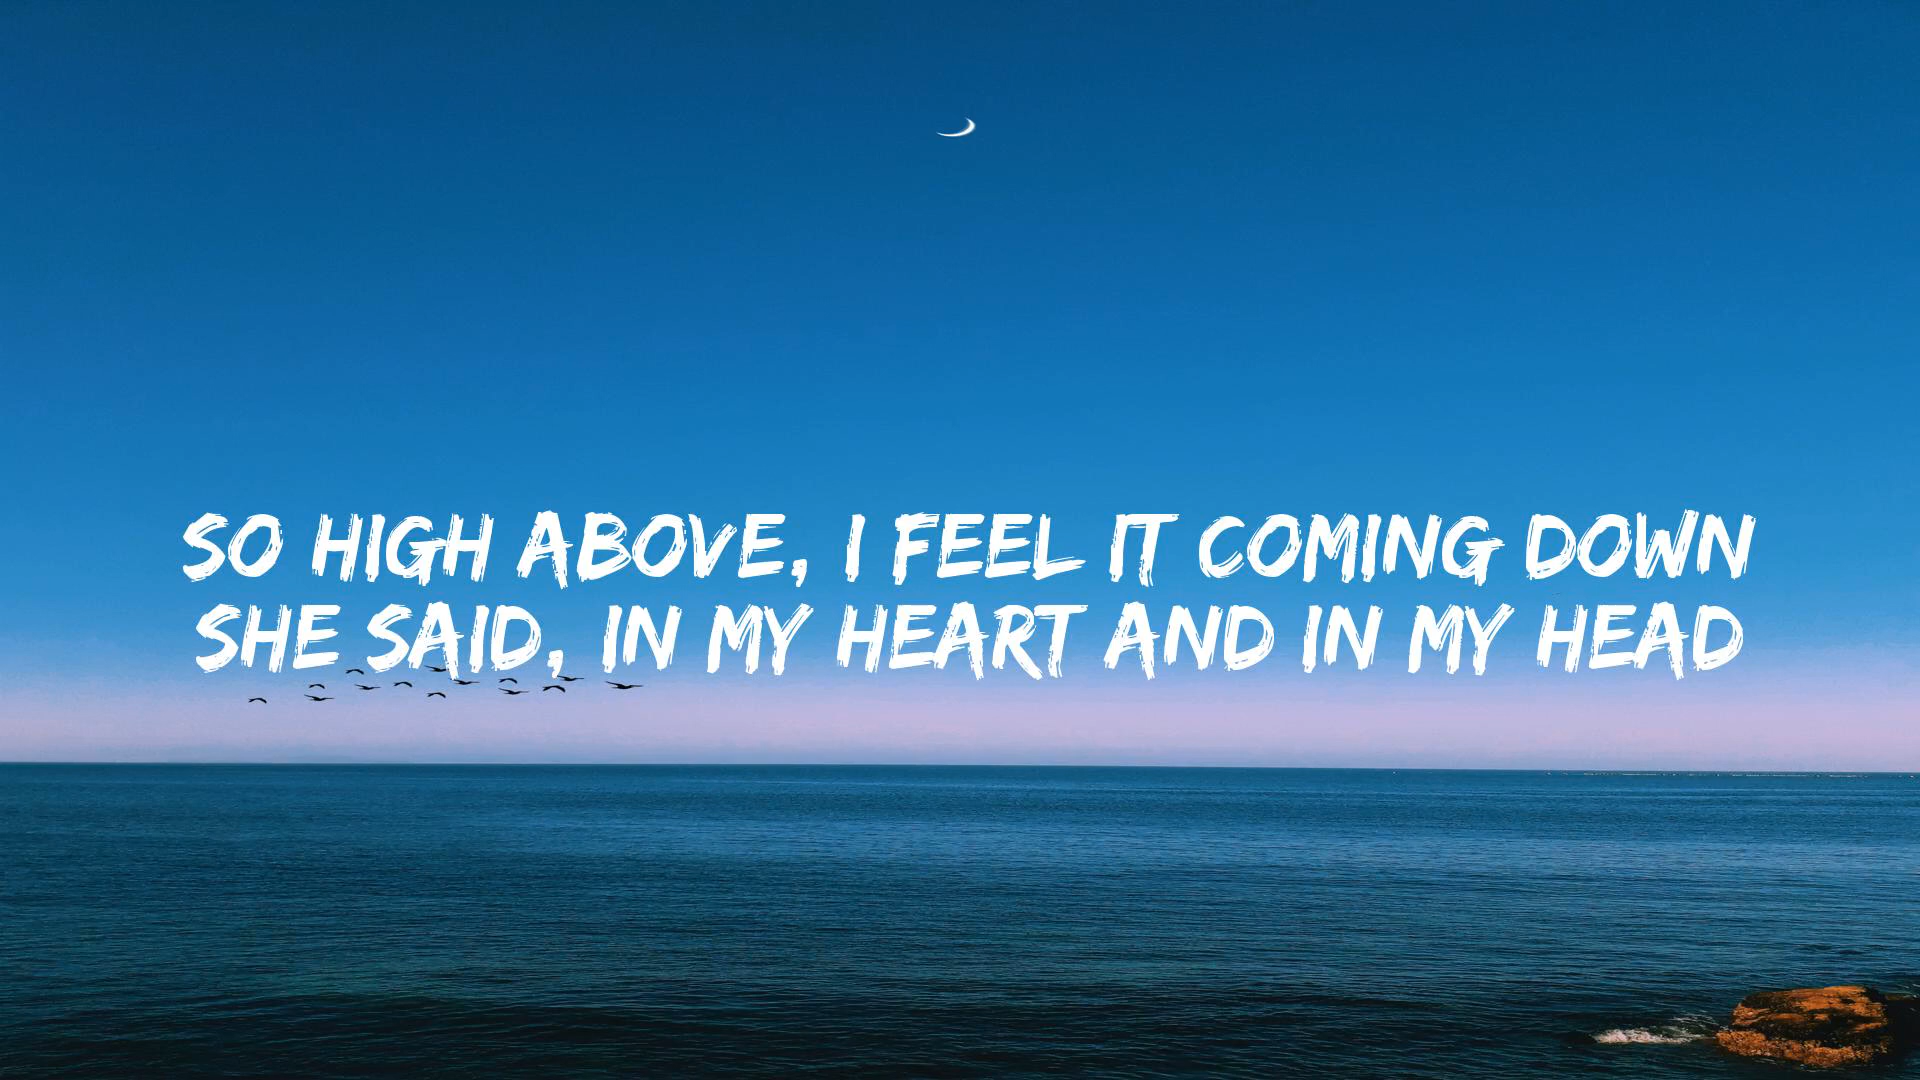 SO HIGH ABOVE, I FEEL IT COMING DOWN
SHE SAID, IN MY HEART AND IN MY HEAD